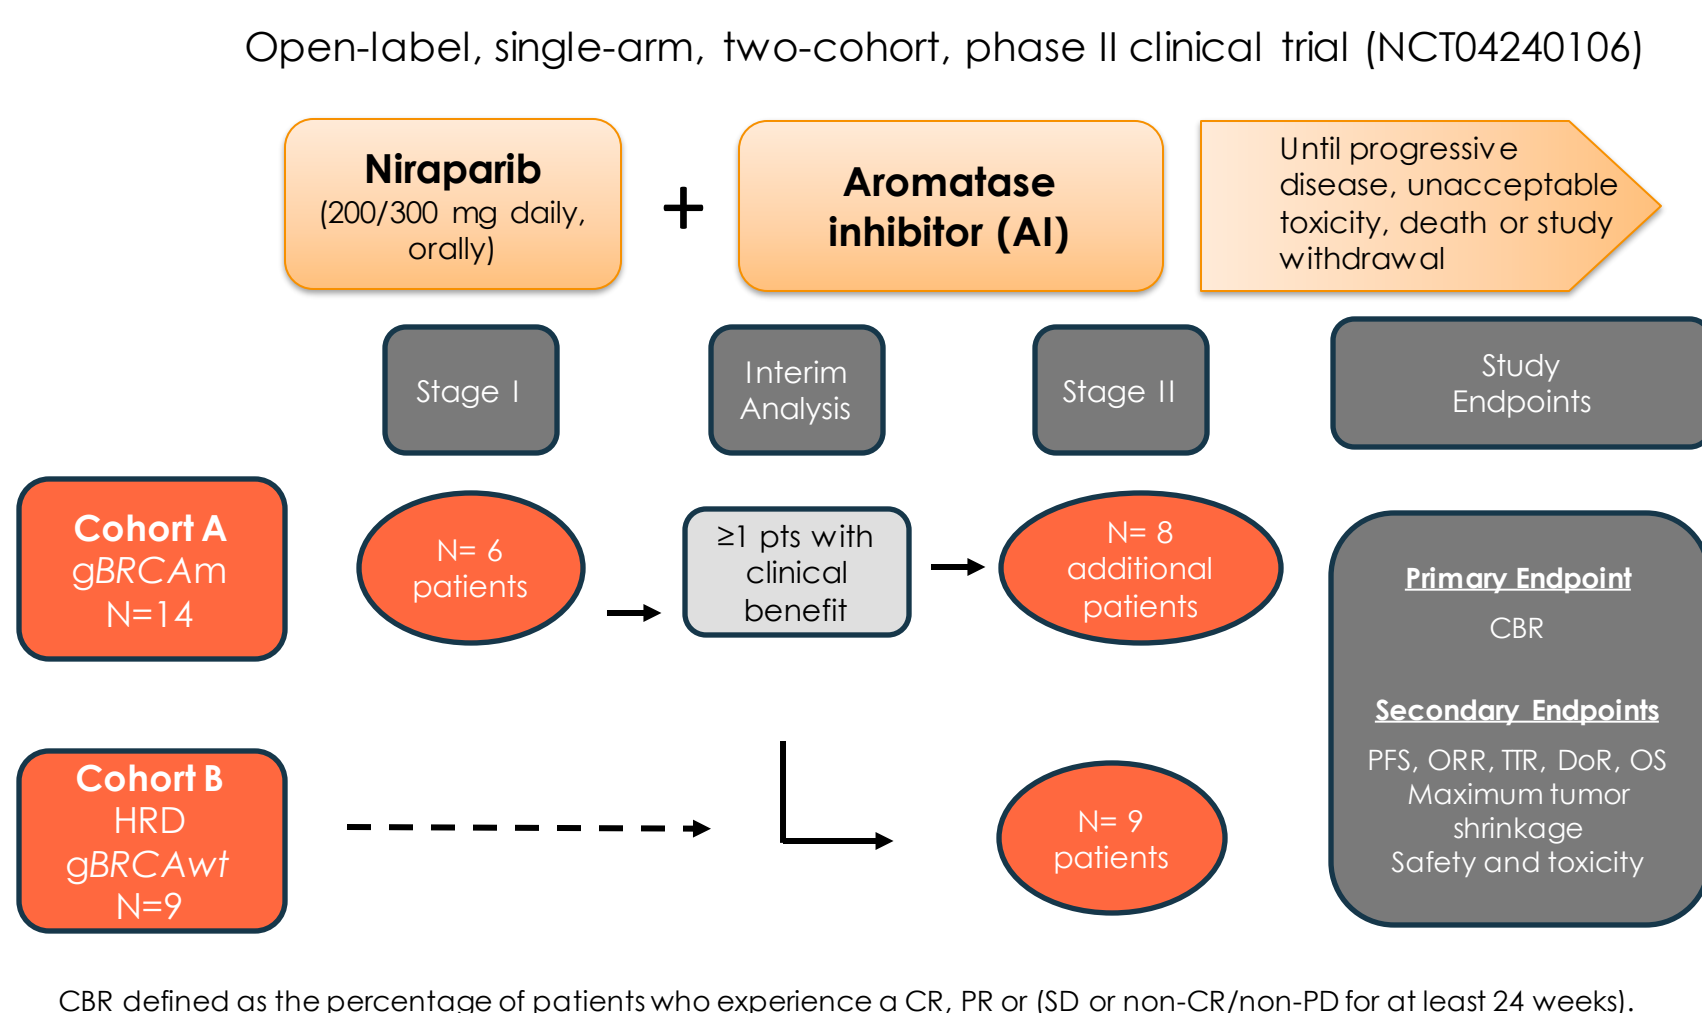 Open-label, single-arm, two-cohort, phase II clinical trial (NCT04240106)
Niraparib
(200/300 mg daily,
orally)
+
Aromatase
inhibitor (AI)
Until progressive
disease, unacceptable
toxicity, death or study
withdrawal
Stage I
Interim
Analysis
Stage II
Study
Endpoints
Cohort A
gBRCAm
N=14
N= 6
patients
≥1 pts with
clinical
benefit
N= 8
additional
patients
Primary Endpoint
CBR
Secondary Endpoints
PFS, ORR, TTR, DoR, OS
Maximum tumor
shrinkage
Safety and toxicity
Cohort B
HRD
gBRCAwt
N=9
N= 9
patients
CBR defined as the percentage of patients who experience a CR, PR or (SD or non-CR/non-PD for at least 24 weeks).